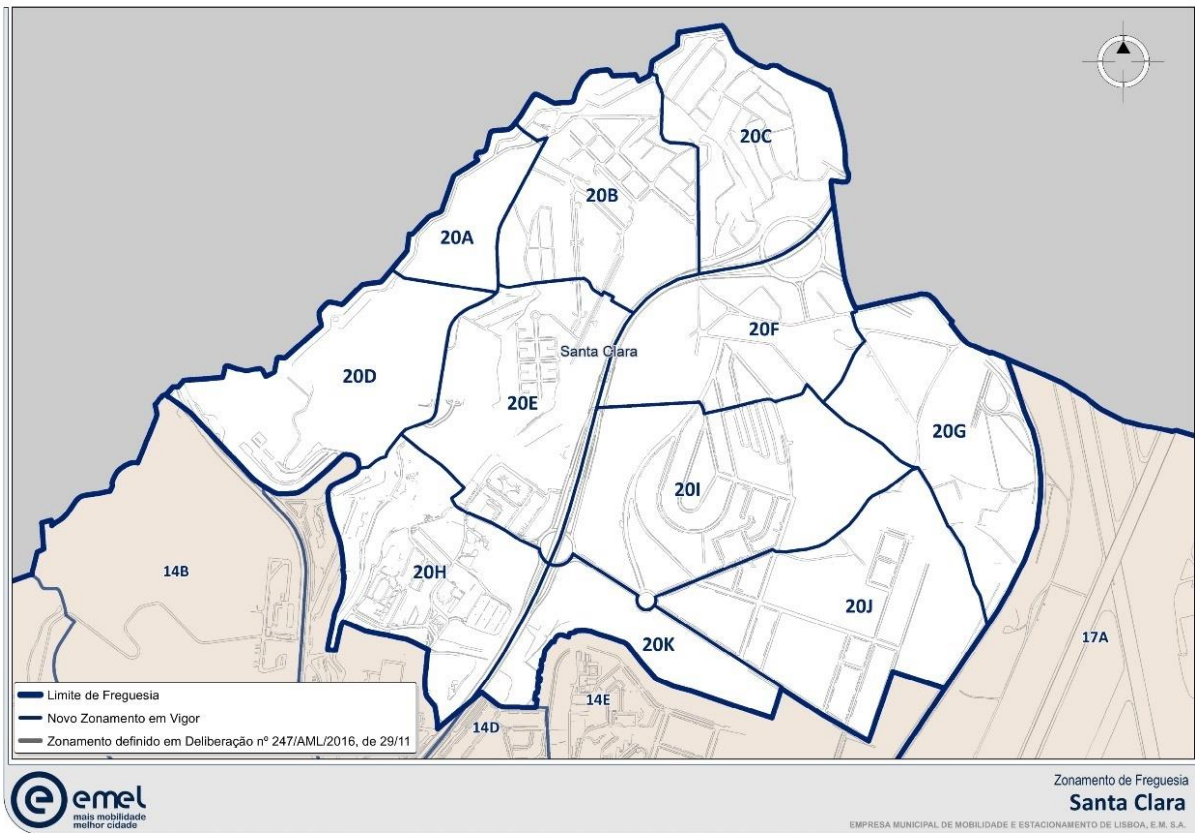 20C
20B
20A
20F
Santa Clara
20D
20E
20G
20I
14B
20H
20J
17A
20K
14E
14D
Limite de Freguesia
Novo Zonamento em Vigor
Zonamento definido em Deliberação nº 247/AML/2016, de 29/11
emel
mais mobilidade
melhor cidade
Zonamento de Freguesia
Santa Clara
EMPRESA MUNICIPAL DE MOBILIDADE E ESTACIONAMENTO DE LISBOA, E.M. S.A.